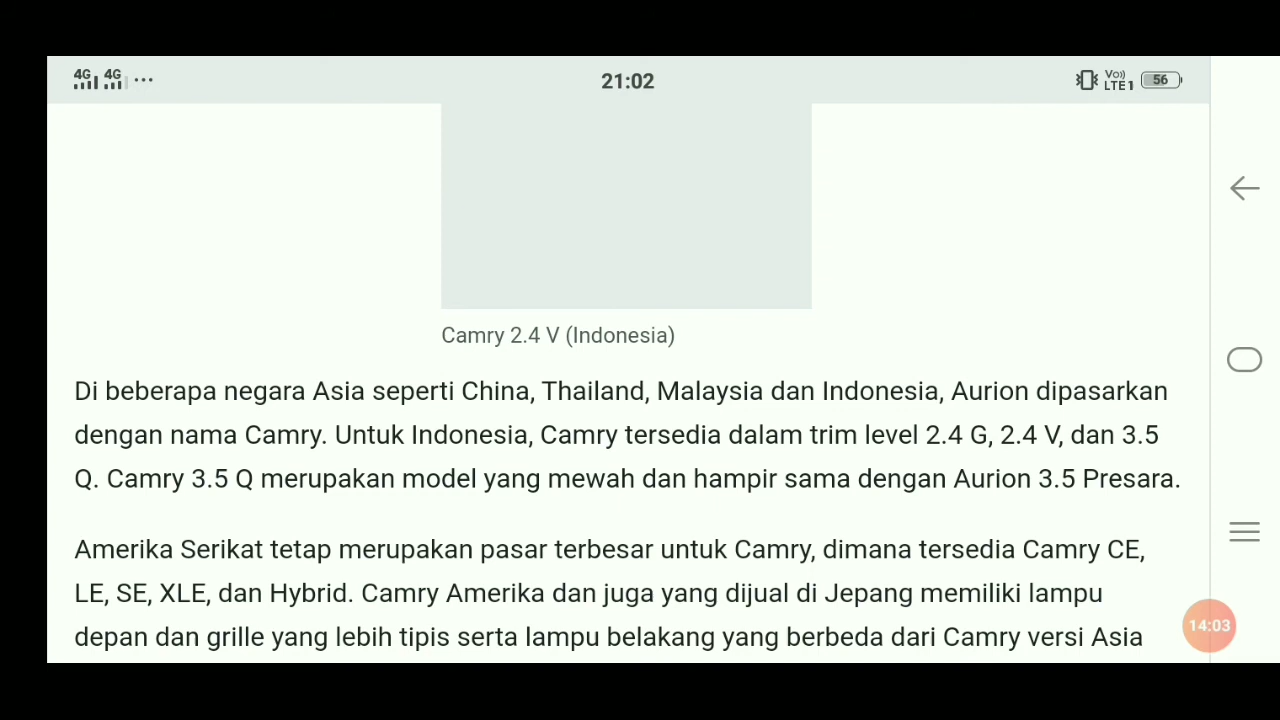 4G 4G ... 21:02 Vo)) LTE 1 56
Camry 2.4 V (Indonesia)
Di beberapa negara Asia seperti China, Thailand, Malaysia dan Indonesia, Aurion dipasarkan
dengan nama Camry. Untuk Indonesia, Camry tersedia dalam trim level 2.4 G, 2.4 V, dan 3.5
Q. Camry 3.5 Q merupakan model yang mewah dan hampir sama dengan Aurion 3.5 Presara.
Amerika Serikat tetap merupakan pasar terbesar untuk Camry, dimana tersedia Camry CE,
LE, SE, XLE, dan Hybrid. Camry Amerika dan juga yang dijual di Jepang memiliki lampu
depan dan grille yang lebih tipis serta lampu belakang yang berbeda dari Camry versi Asia
14:03